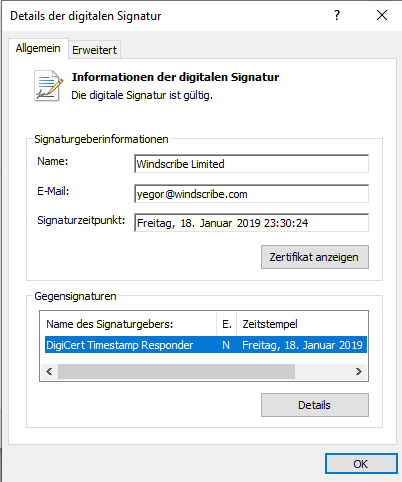 Details der digitalen Signatur
Allgemein Erweitert
Informationen der digitalen Signatur
Die digitale Signatur ist gültig.
Signaturgeberinformationen
Name: Windscribe Limited
E-Mail: yegor@windscribe.com
Signaturzeitpunkt: Freitag, 18. Januar 2019 23:30:24
Zertifikat anzeigen
Gegensignaturen
Name des Signaturgebers: E. Zeitstempel
DigiCert Timestamp Responder N Freitag, 18. Januar 2019
Details
OK